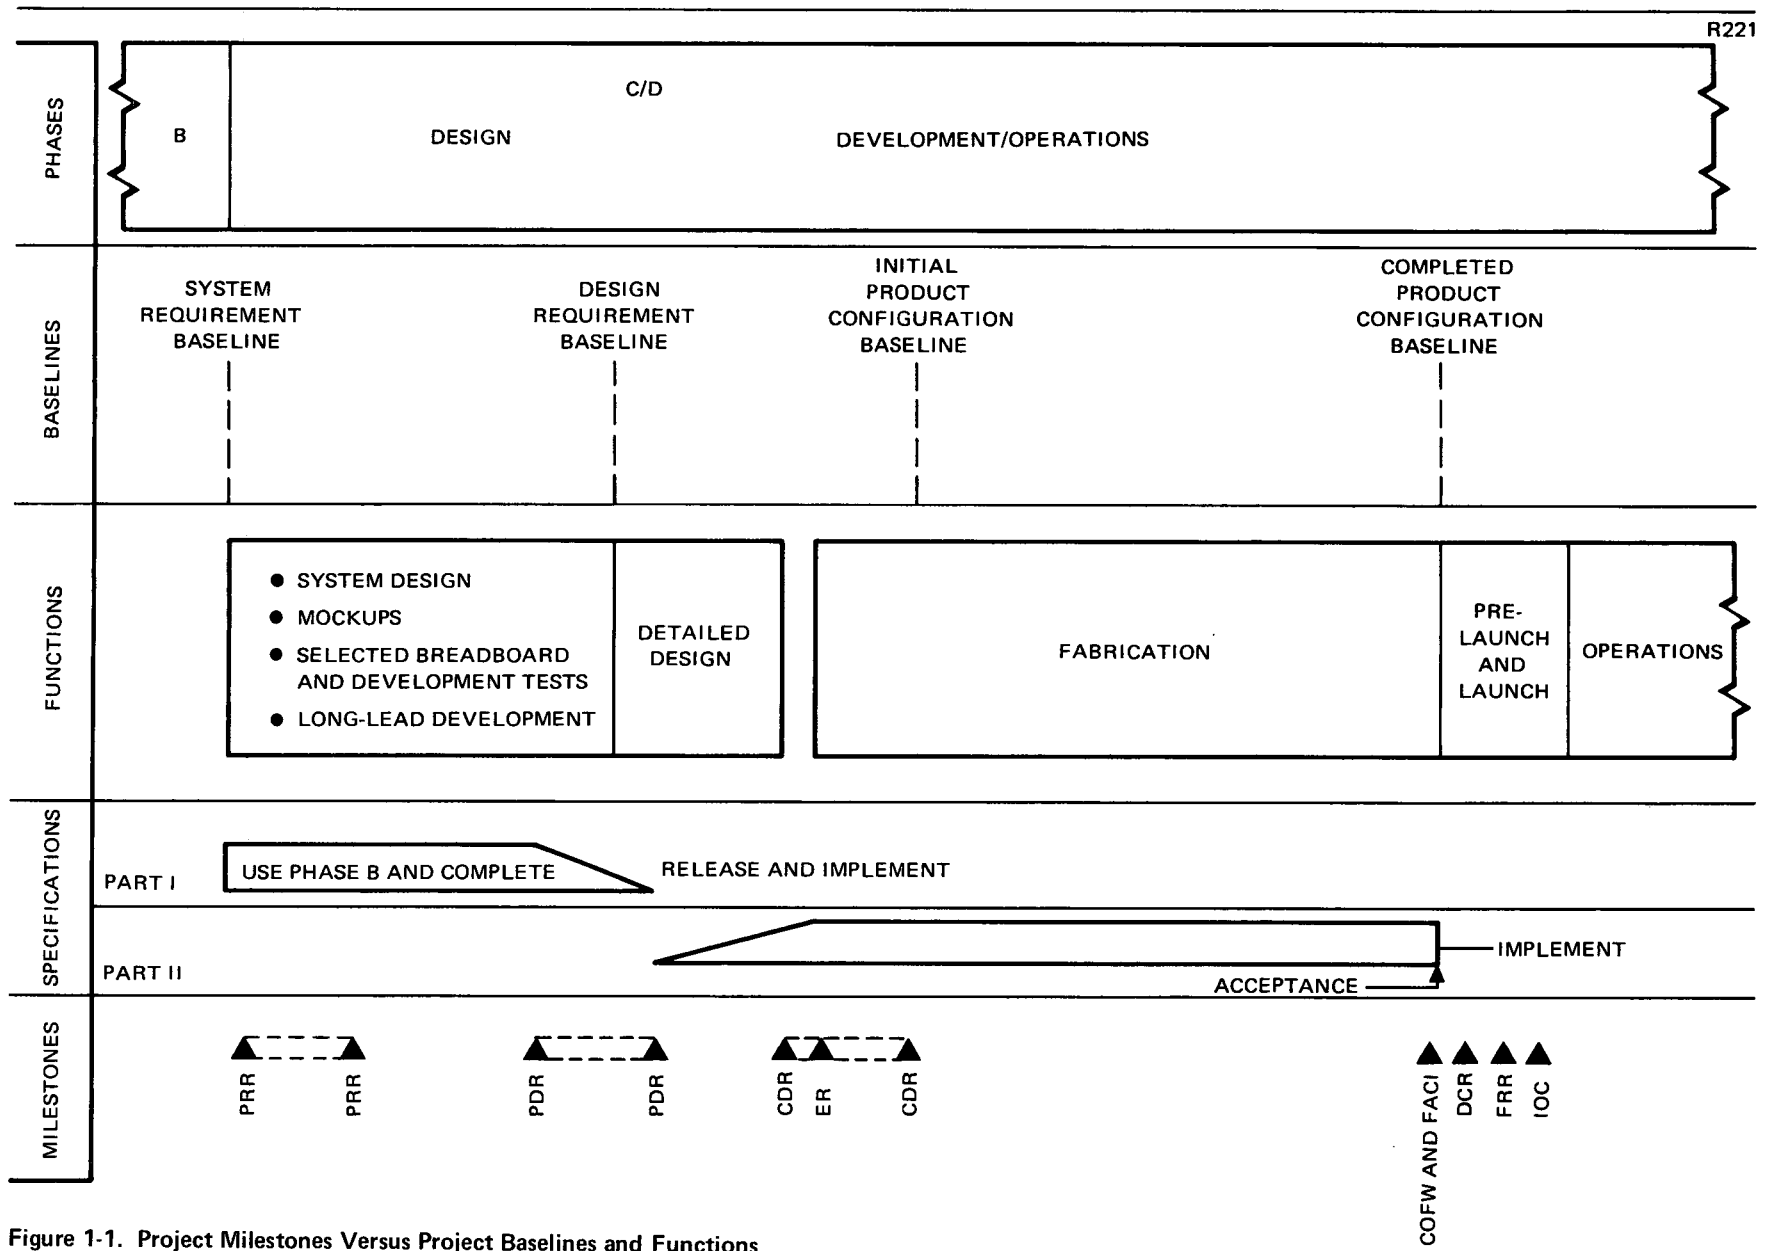 R221
PHASES
C/D
B
DESIGN
DEVELOPMENT/OPERATIONS
BASELINES
SYSTEM
REQUIREMENT
BASELINE
DESIGN
REQUIREMENT
BASELINE
INITIAL
PRODUCT
CONFIGURATION
BASELINE
COMPLETED
PRODUCT
CONFIGURATION
BASELINE
FUNCTIONS
● SYSTEM DESIGN
● MOCKUPS
● SELECTED BREADBOARD
AND DEVELOPMENT TESTS
● LONG-LEAD DEVELOPMENT
DETAILED
DESIGN
FABRICATION
PRE-
LAUNCH
AND
LAUNCH
OPERATIONS
SPECIFICATIONS
PART I
USE PHASE B AND COMPLETE
RELEASE AND IMPLEMENT
PART II
IMPLEMENT
ACCEPTANCE
MILESTONES
PRR
PRR
PDR
PDR
CDR
ER
CDR
COFW AND FACI
DCR
FRR
IOC
Figure 1-1. Project Milestones Versus Project Baselines and Functions